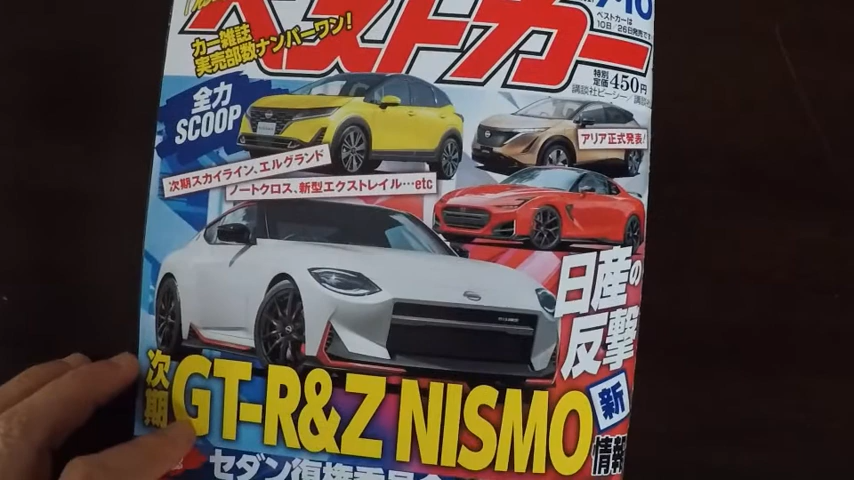 ベストカー
カー雑誌
実売部数ナンバーワン!
ベストカーは
10日/26日発売です
特別
定価 450円
講談社ビーシー/講談社
全力
SCOOP
アリア正式発表!
次期スカイライン、エルグランド
ノートクロス、新型エクストレイル…etc
日産の
反撃
次期 GT-R&Z NISMO 新情報